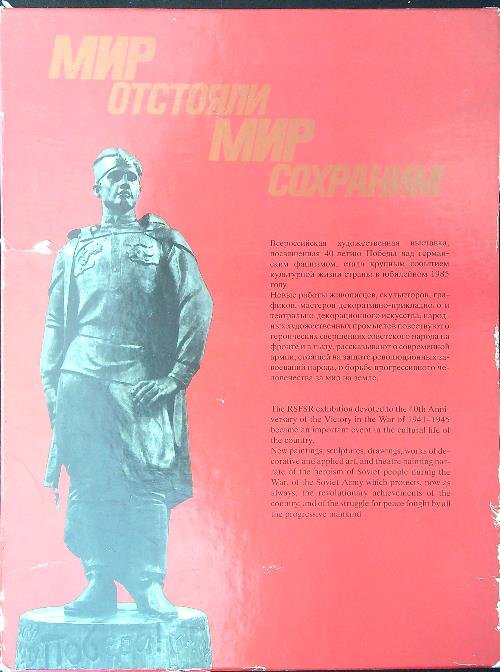 МИР
ОТСТОЯЛИ
МИР
СОХРАНИМ
Всероссийская художественная выставка,
посвященная 40-летию Победы над герман-
ским фашизмом, стала крупным событием
культурной жизни страны в юбилейном 1985
году.
Новые работы живописцев, скульпторов, гра-
фиков, мастеров декоративно-прикладного и
театрально-декорационного искусства, народ-
ных художественных промыслов повествуют о
героических свершениях советского народа на
фронте и в тылу, рассказывают о современной
армии, стоящей на защите революционных за-
воеваний народа, о борьбе прогрессивного че-
ловечества за мир на земле.
The RSFSR exhibition devoted to the 40th Anni-
versary of the Victory in the War of 1941–1945
became an important event in the cultural life of
the country.
New paintings, sculptures, drawings, works of de-
corative and applied art, and theatre painting nar-
rate of the heroism of Soviet people during the
War, of the Soviet Army which protects, now as
always, the revolutionary achievements of the
country, and of the struggle for peace fought by all
the progressive mankind